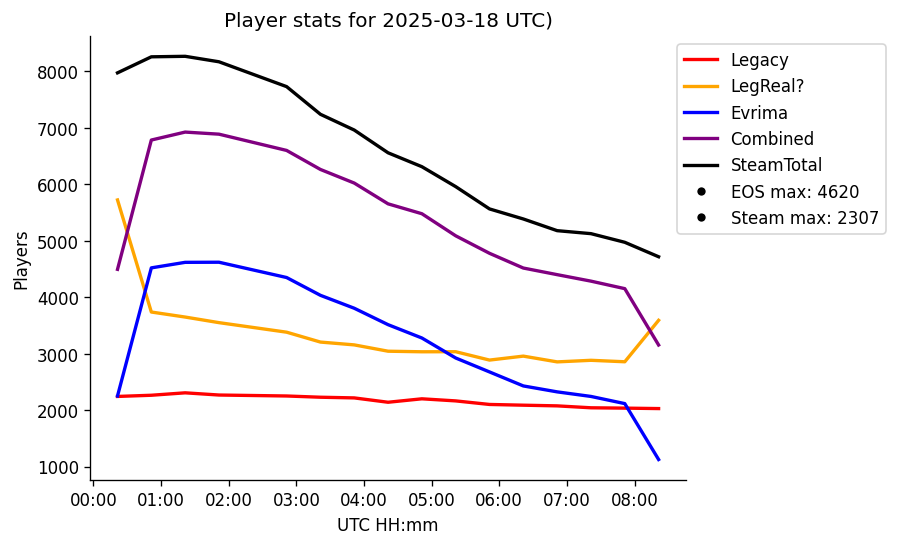 Player stats for 2025-03-18 UTC)
Players
8000
7000
6000
5000
4000
3000
2000
1000
00:00 01:00 02:00 03:00 04:00 05:00 06:00 07:00 08:00
UTC HH:mm
Legacy
LegReal?
Evrima
Combined
SteamTotal
EOS max: 4620
Steam max: 2307